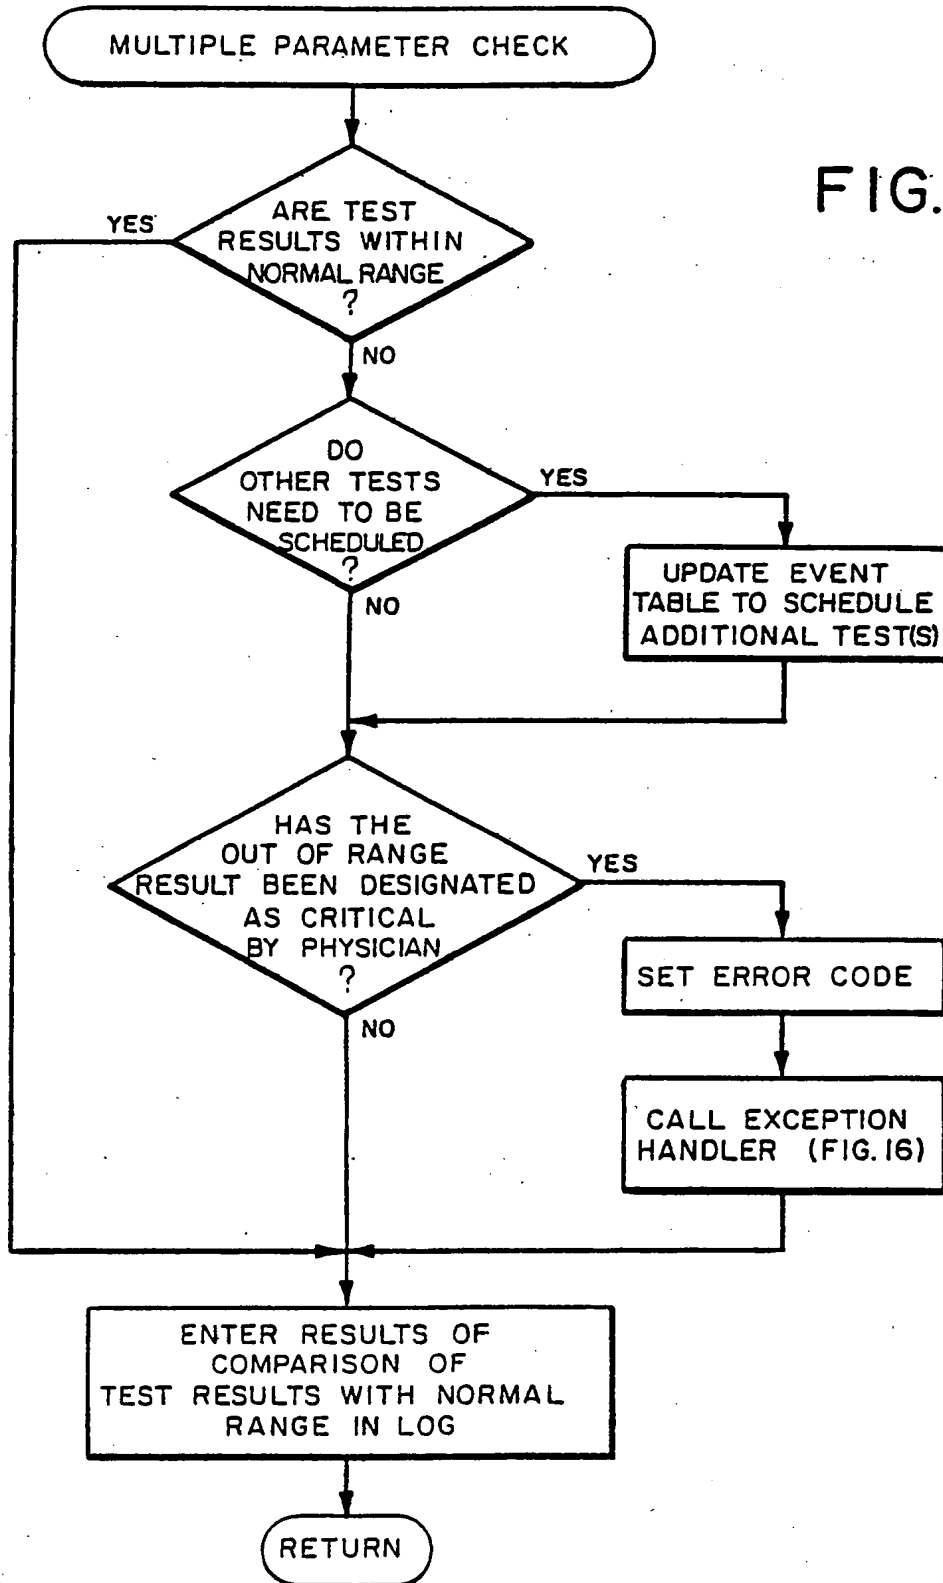 MULTIPLE PARAMETER CHECK
FIG.
YES
ARE TEST
RESULTS WITHIN
NORMAL RANGE
?
NO
DO
OTHER TESTS
NEED TO BE
SCHEDULED
?
YES
NO
UPDATE EVENT
TABLE TO SCHEDULE
ADDITIONAL TEST(S)
HAS THE
OUT OF RANGE
RESULT BEEN DESIGNATED
AS CRITICAL
BY PHYSICIAN
?
YES
NO
SET ERROR CODE
CALL EXCEPTION
HANDLER (FIG.16)
ENTER RESULTS OF
COMPARISON OF
TEST RESULTS WITH NORMAL
RANGE IN LOG
RETURN